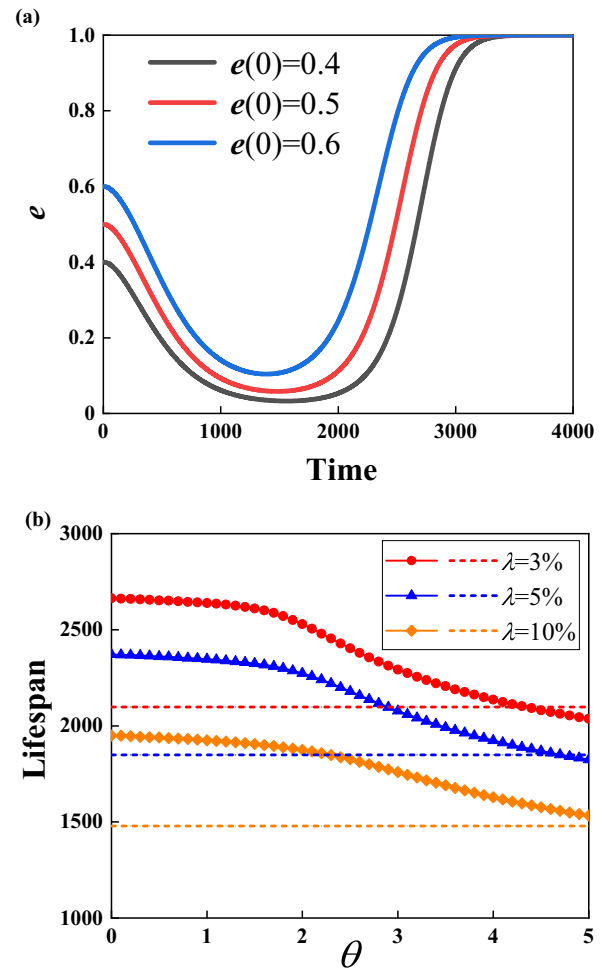 (a)
1.0
0.8
0.6
0.4
0.2
0
e
e(0)=0.4
e(0)=0.5
e(0)=0.6
0 1000 2000 3000 4000
Time
(b)
3000
2500
2000
1500
1000
Lifespan
λ=3%
λ=5%
λ=10%
0 1 2 3 4 5
θ